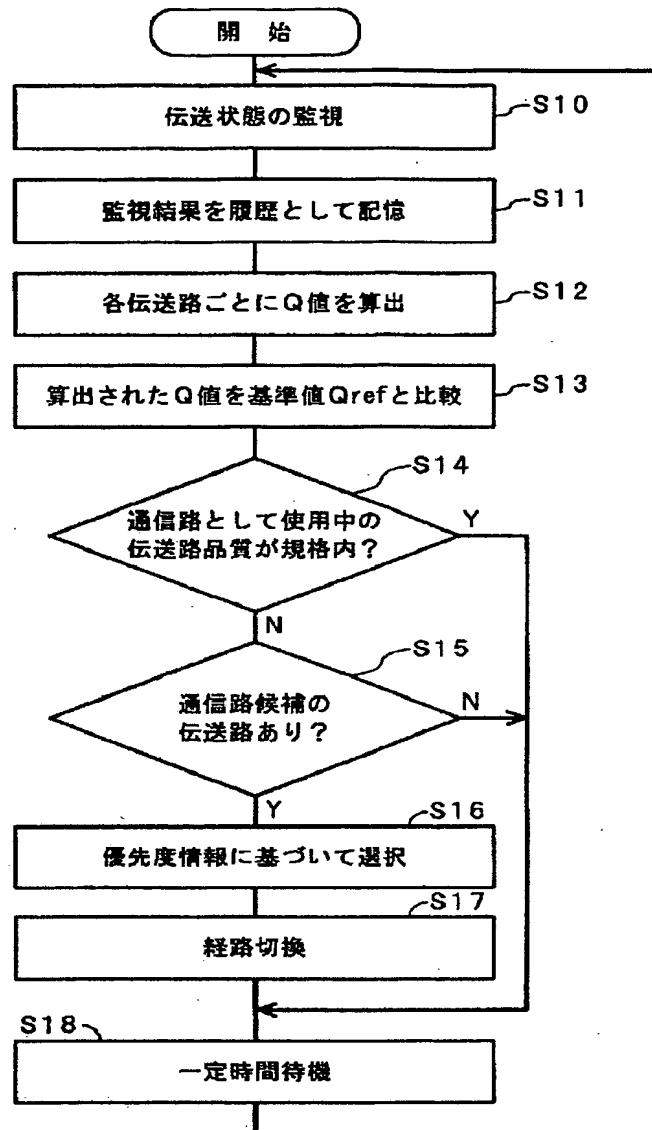 開 始
伝送状態の監視
S10
監視結果を履歴として記憶
S11
各伝送路ごとにQ値を算出
S12
算出されたQ値を基準値Qrefと比較
S13
S14
通信路として使用中の
伝送路品質が規格内?
Y
N
S15
通信路候補の
伝送路あり?
N
Y
S16
優先度情報に基づいて選択
S17
経路切換
S18
一定時間待機